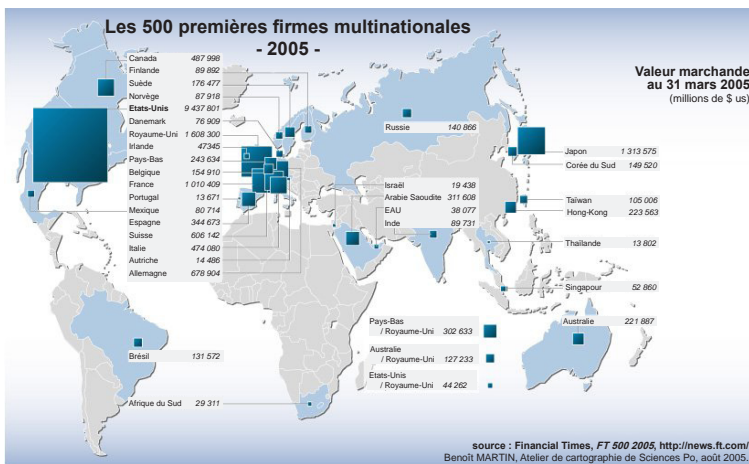 Les 500 premières firmes multinationales
- 2005 -
Valeur marchande
au 31 mars 2005
(millions de $ us)
Canada 487 998
Finlande 89 892
Suède 176 477
Norvège 87 918
Etats-Unis 9 437 801
Danemark 76 909
Royaume-Uni 1 608 300
Irlande 47345
Pays-Bas 243 634
Belgique 154 910
France 1 010 409
Portugal 13 671
Mexique 80 714
Espagne 344 673
Suisse 606 142
Italie 474 080
Autriche 14 486
Allemagne 678 904
Russie 140 866
Japon 1 313 575
Corée du Sud 149 520
Israël 19 438
Arabie Saoudite 311 608
EAU 38 077
Inde 89 731
Taïwan 105 006
Hong-Kong 223 563
Thaïlande 13 802
Singapour 52 860
Pays-Bas
/ Royaume-Uni 302 633
Australie
/ Royaume-Uni 127 233
Etats-Unis
/ Royaume-Uni 44 262
Australie 221 887
Brésil 131 572
Afrique du Sud 29 311
source : Financial Times, FT 500 2005, http://news.ft.com/
Benoît MARTIN, Atelier de cartographie de Sciences Po, août 2005.